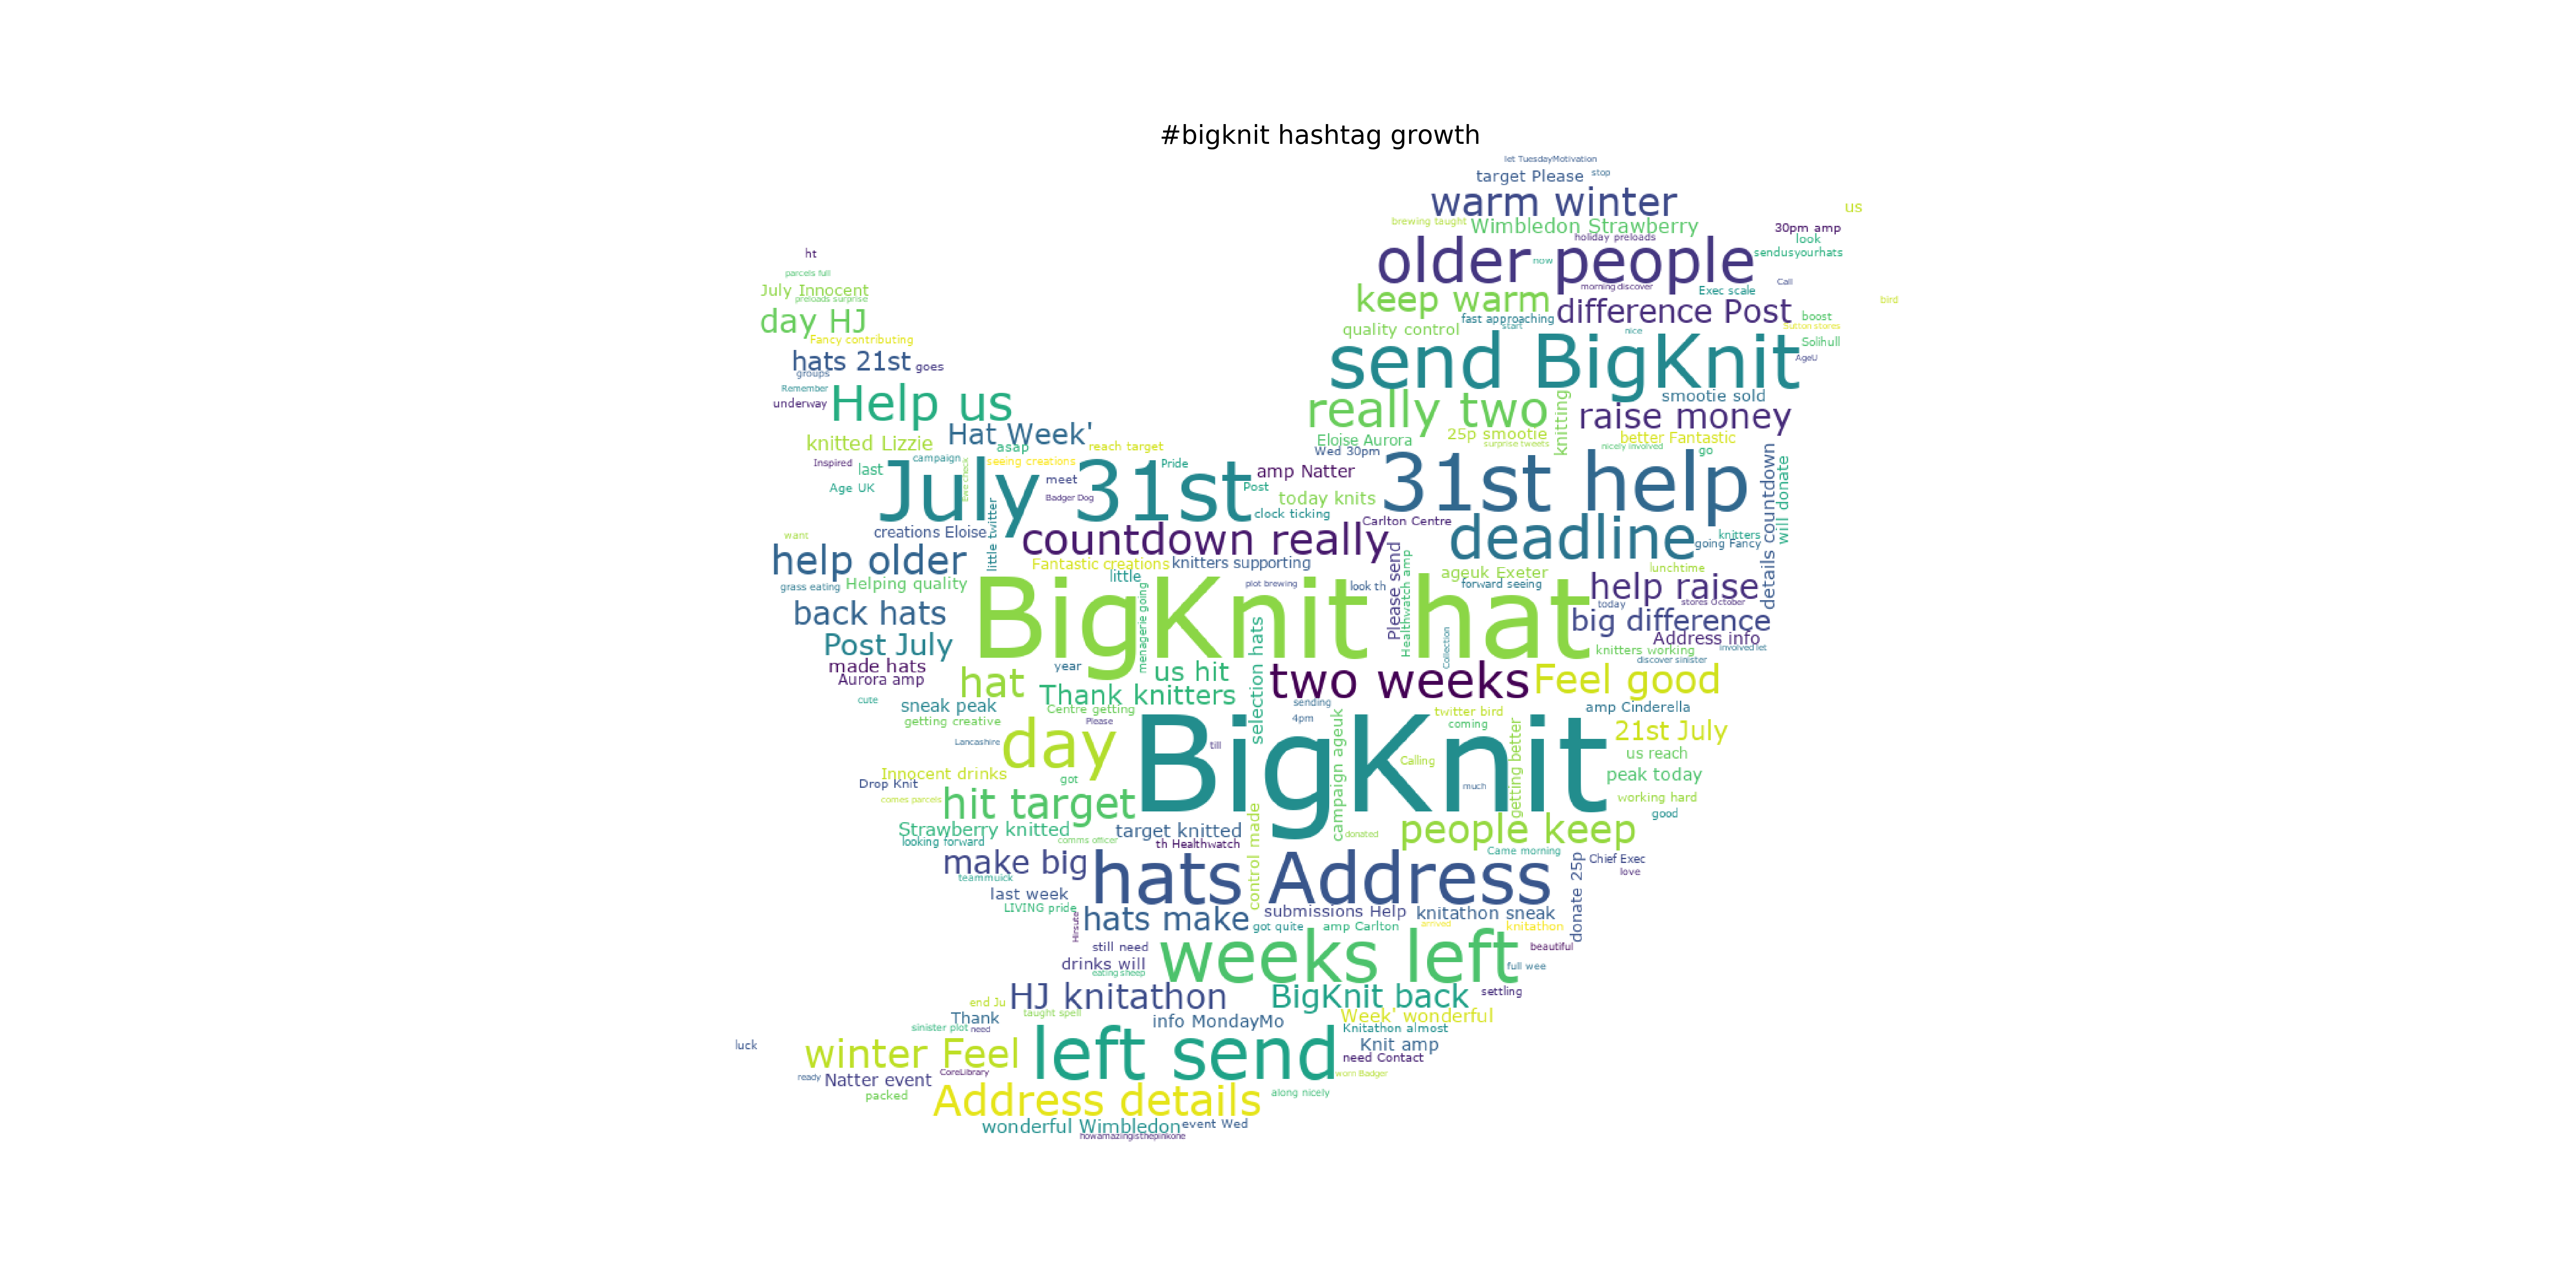 #bigknit hashtag growth
let TuesdayMotivation
target Please
stop
warm winter
us
brewing taught
Wimbledon Strawberry
30pm amp
holiday preloads
look
ht
older people
sendusyourhats
now
parcels full
Call
July Innocent
morning discover
Exec scale
preloads surprise
keep warm
bird
day HJ
difference Post
fast approaching
boost
quality control
start
nice
Sutton stores
Fancy contributing
Solihull
hats 21st
goes
send BigKnit
AgeU
groups
Remember
underway
Help us
really two
knitting
smootie sold
raise money
Hat Week'
knitted Lizzie
asap
reach target
Eloise Aurora
25p smootie
surprise tweets
better Fantastic
nicely involved
go
Wed 30pm
Inspired
last
campaign
seeing creations
Pride
amp Natter
Age UK
July 31st
Ewe check
meet
Badger Dog
Post
today knits
31st help
details countdown
will donate
clock ticking
Carlton Centre
creations Eloise
little twitter
countdown really
deadline
knitters
going Fancy
want
help older
Fantastic creations
knitters supporting
Please send
Healthwatch amp
ageuk Exeter
lunchtime
grass eating
Helping quality
little
plot brewing
look th
forward seeing
help raise
back hats
menagerie going
BigKnit hat
today
stores October
big difference
Post July
selection hats
Collection
Address info
involved let
made hats
year
us hit
knitters working
discover sinister
Aurora amp
hat
two weeks
Feel good
Thank knitters
cute
sneak peak
Centre getting
sending
amp Cinderella
getting creative
Please
4pm
campaign ageuk
twitter bird
coming
getting better
21st July
Lancashire
day
till
BigKnit
Calling
us reach
Innocent drinks
got
peak today
Drop Knit
much
comes parcels
hit target
working hard
good
Strawberry knitted
target knitted
control made
donated
people keep
looking forward
comms officer
th Healthwatch
Came morning
make big
hats Address
donate 25p
Chief Exec
love
teammuick
last week
LIVING pride
Hirsute
hats make
submissions Help
knitathon sneak
got quite
amp Carlton
arrived
knitathon
still need
weeks left
beautiful
drinks will
eating sheep
full wee
HJ knitathon
BigKnit back
settling
end Ju
taught spell
Thank
info MondayMo
Week' wonderful
sinister plot
need
Knitathon almost
luck
winter Feel
left send
Knit amp
need Contact
ready
Natter event
CoreLibrary
worn Badger
packed
Address details
along nicely
wonderful Wimbledon
event Wed
howamazingisthepinkone